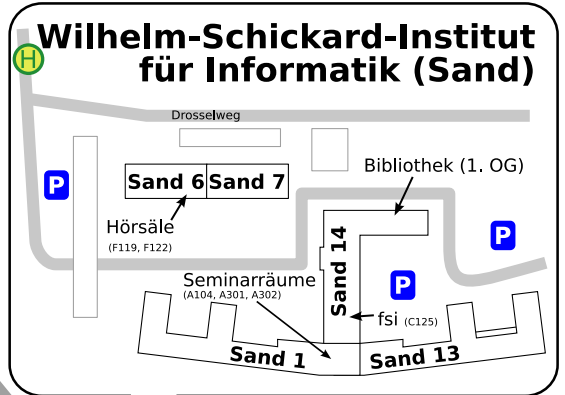 Wilhelm-Schickard-Institut
für Informatik (Sand)
H
Drosselweg
Bibliothek (1. OG)
P
Sand 6
Sand 7
Hörsäle
(F119, F122)
P
Sand 14
Seminarräume
(A104, A301, A302)
P
fsi (C125)
Sand 1
Sand 13